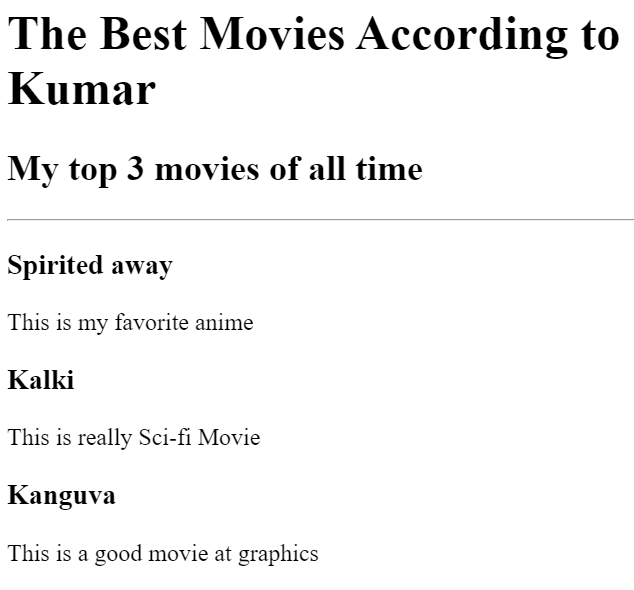 The Best Movies According to
Kumar
My top 3 movies of all time
Spirited away
This is my favorite anime
Kalki
This is really Sci-fi Movie
Kanguva
This is a good movie at graphics